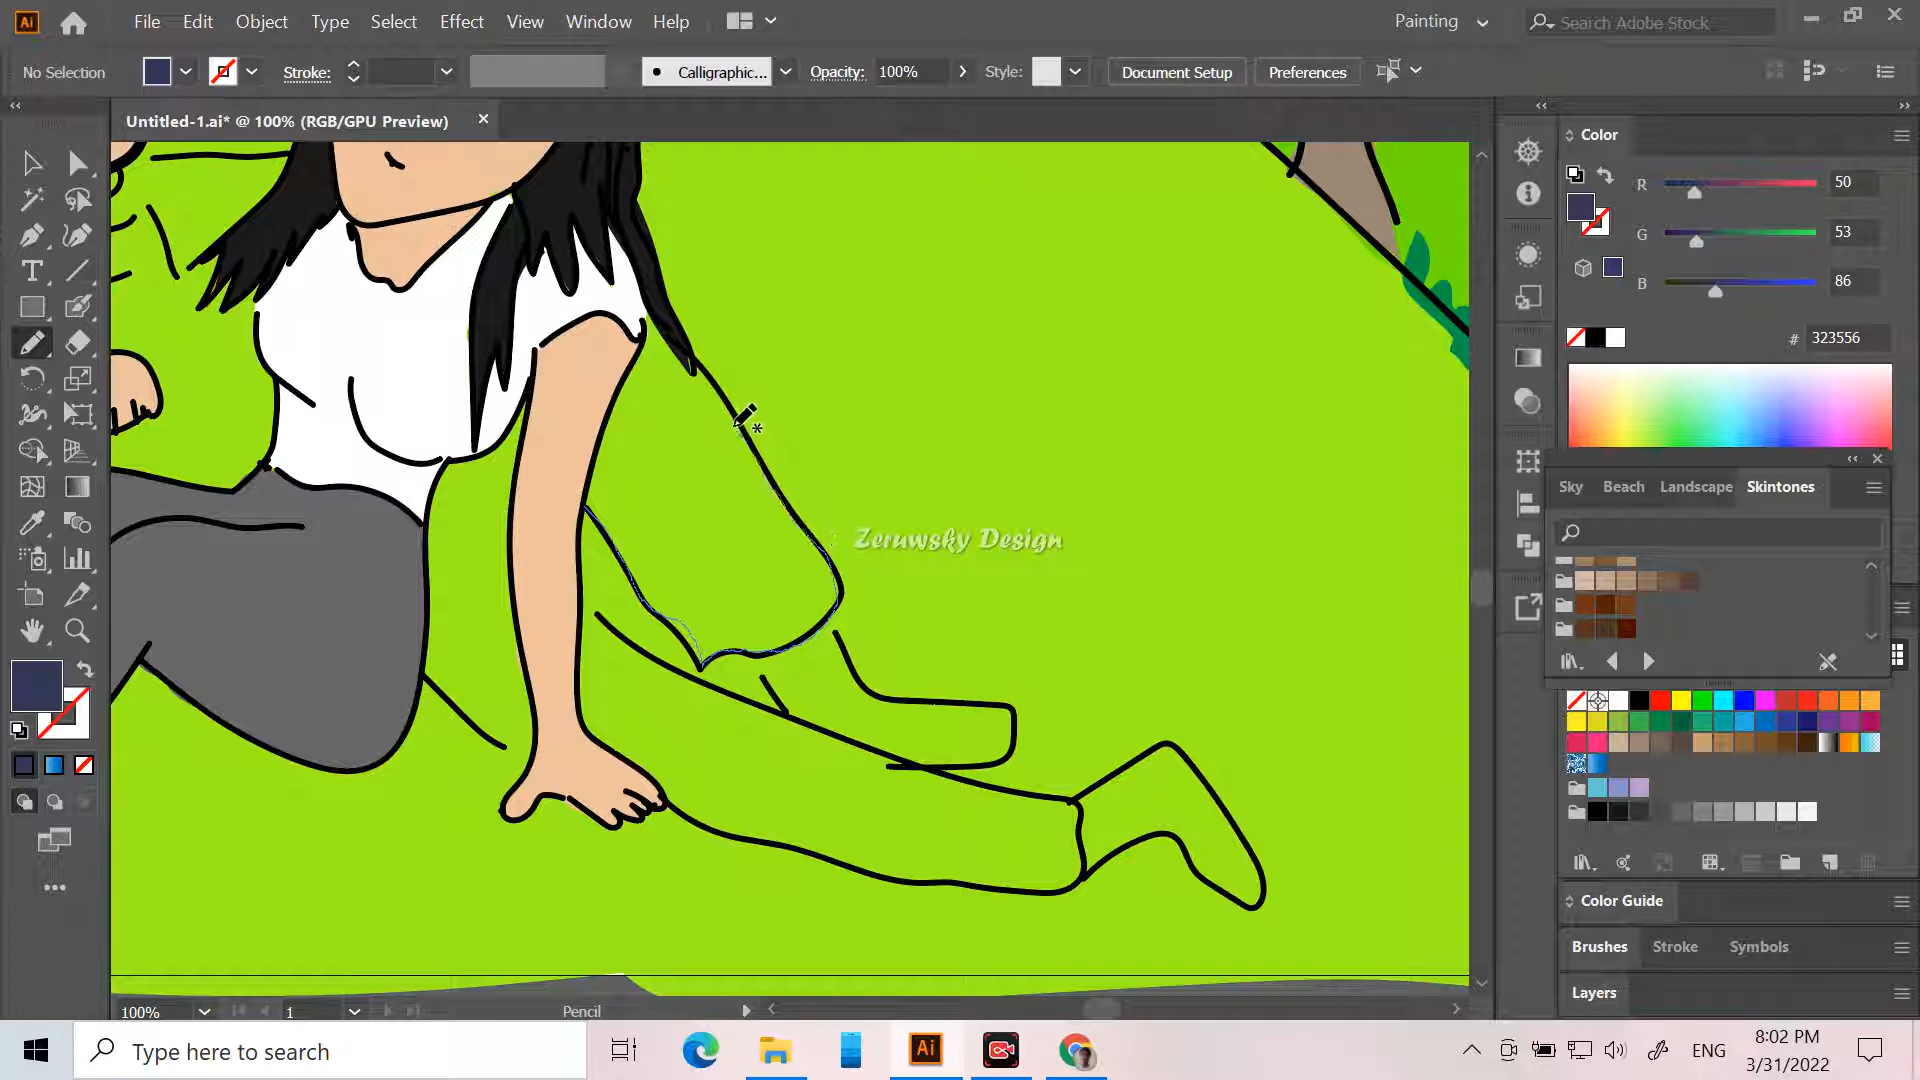 Ai File Edit Object Type Select Effect View Window Help Painting Search Adobe Stock
No Selection Stroke: Calligraphic... Opacity: 100% Style: Document Setup Preferences
Untitled-1.ai* @ 100% (RGB/GPU Preview)
Color
R 50
G 53
B 86
# 323556
Sky Beach Landscape Skintones
Zeruwsky Design
Color Guide
Brushes Stroke Symbols
Layers
100% 1 Pencil
Type here to search
Ai
ENG
8:02 PM
3/31/2022